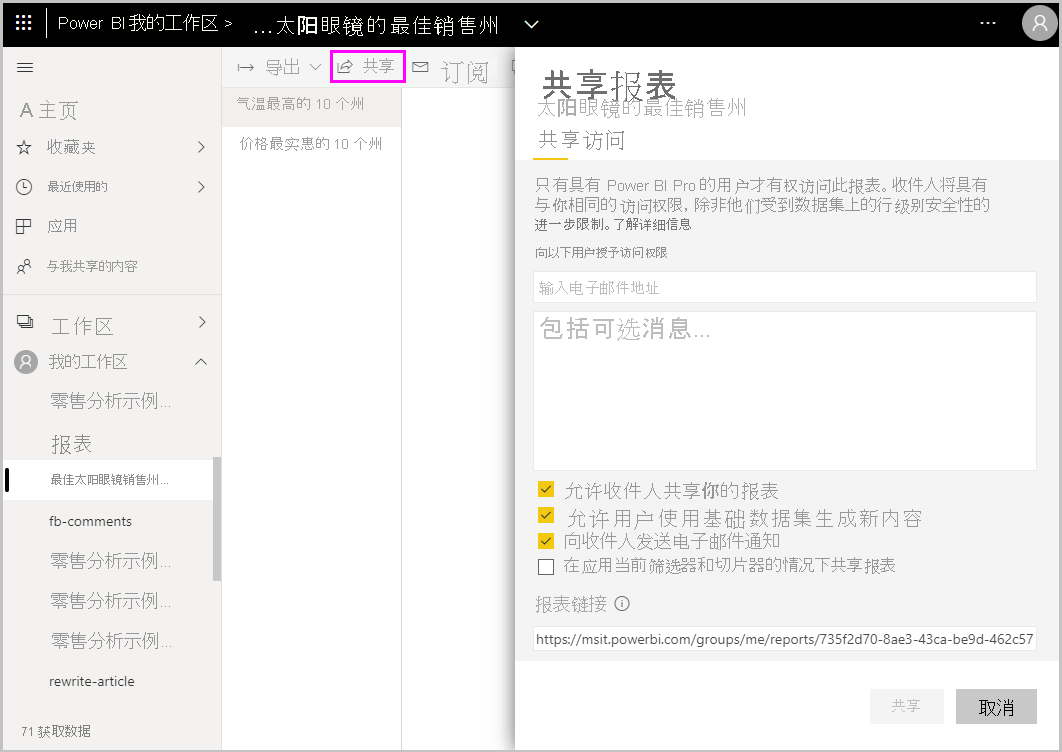 Power BI 我的工作区 >
...太阳眼镜的最佳销售州
导出
共享
订阅
A 主页
收藏夹
最近使用的
应用
与我共享的内容
工作区
我的工作区
零售分析示例...
报表
最佳太阳眼镜销售州...
fb-comments
零售分析示例...
零售分析示例...
零售分析示例...
rewrite-article
71 获取数据
气温最高的 10 个州
价格最实惠的 10 个州
共享报表
太阳眼镜的最佳销售州
共享访问
只有具有 Power BI Pro 的用户才有权访问此报表。收件人将具有
与你相同的访问权限, 除非他们受到数据集上的行级别安全性的
进一步限制。了解详细信息
向以下用户授予访问权限
输入电子邮件地址
包括可选消息...
允许收件人共享你的报表
允许用户使用基础数据集生成新内容
向收件人发送电子邮件通知
在应用当前筛选器和切片器的情况下共享报表
报表链接
https://msit.powerbi.com/groups/me/reports/735f2d70-8ae3-43ca-be9d-462c57
共享
取消